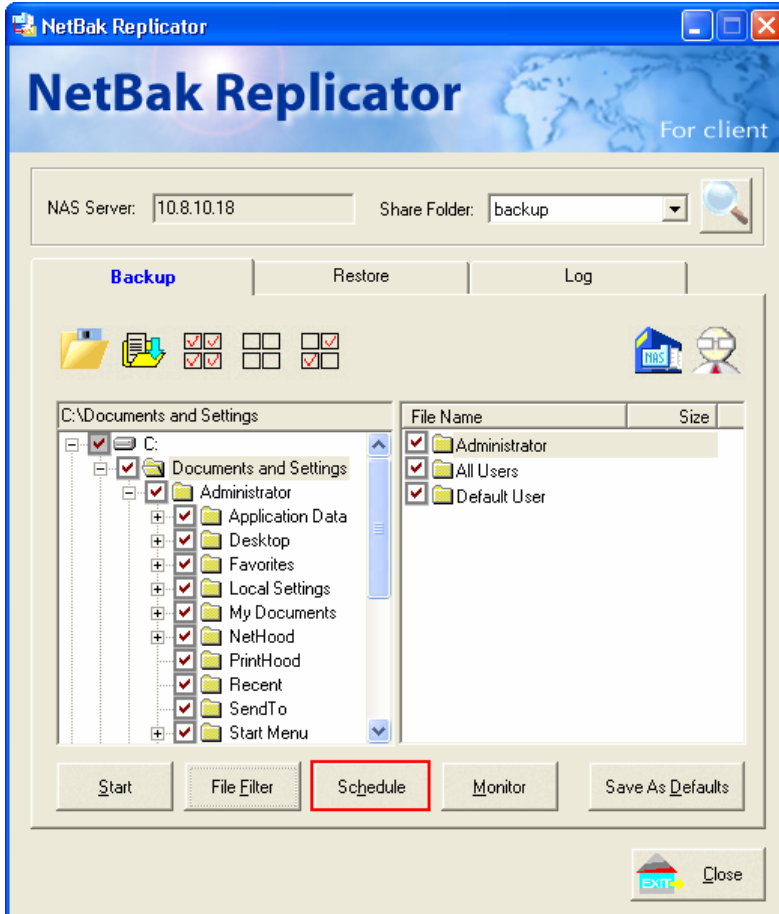 NetBak Replicator
NetBak Replicator
For client
NAS Server: 10.8.10.18 Share Folder: backup
Backup Restore Log
NAS
C:\Documents and Settings
C:
Documents and Settings
Administrator
Application Data
Desktop
Favorites
Local Settings
My Documents
NetHood
PrintHood
Recent
SendTo
Start Menu
File Name Size
Administrator
All Users
Default User
Start File Filter Schedule Monitor Save As Defaults
EXIT Close